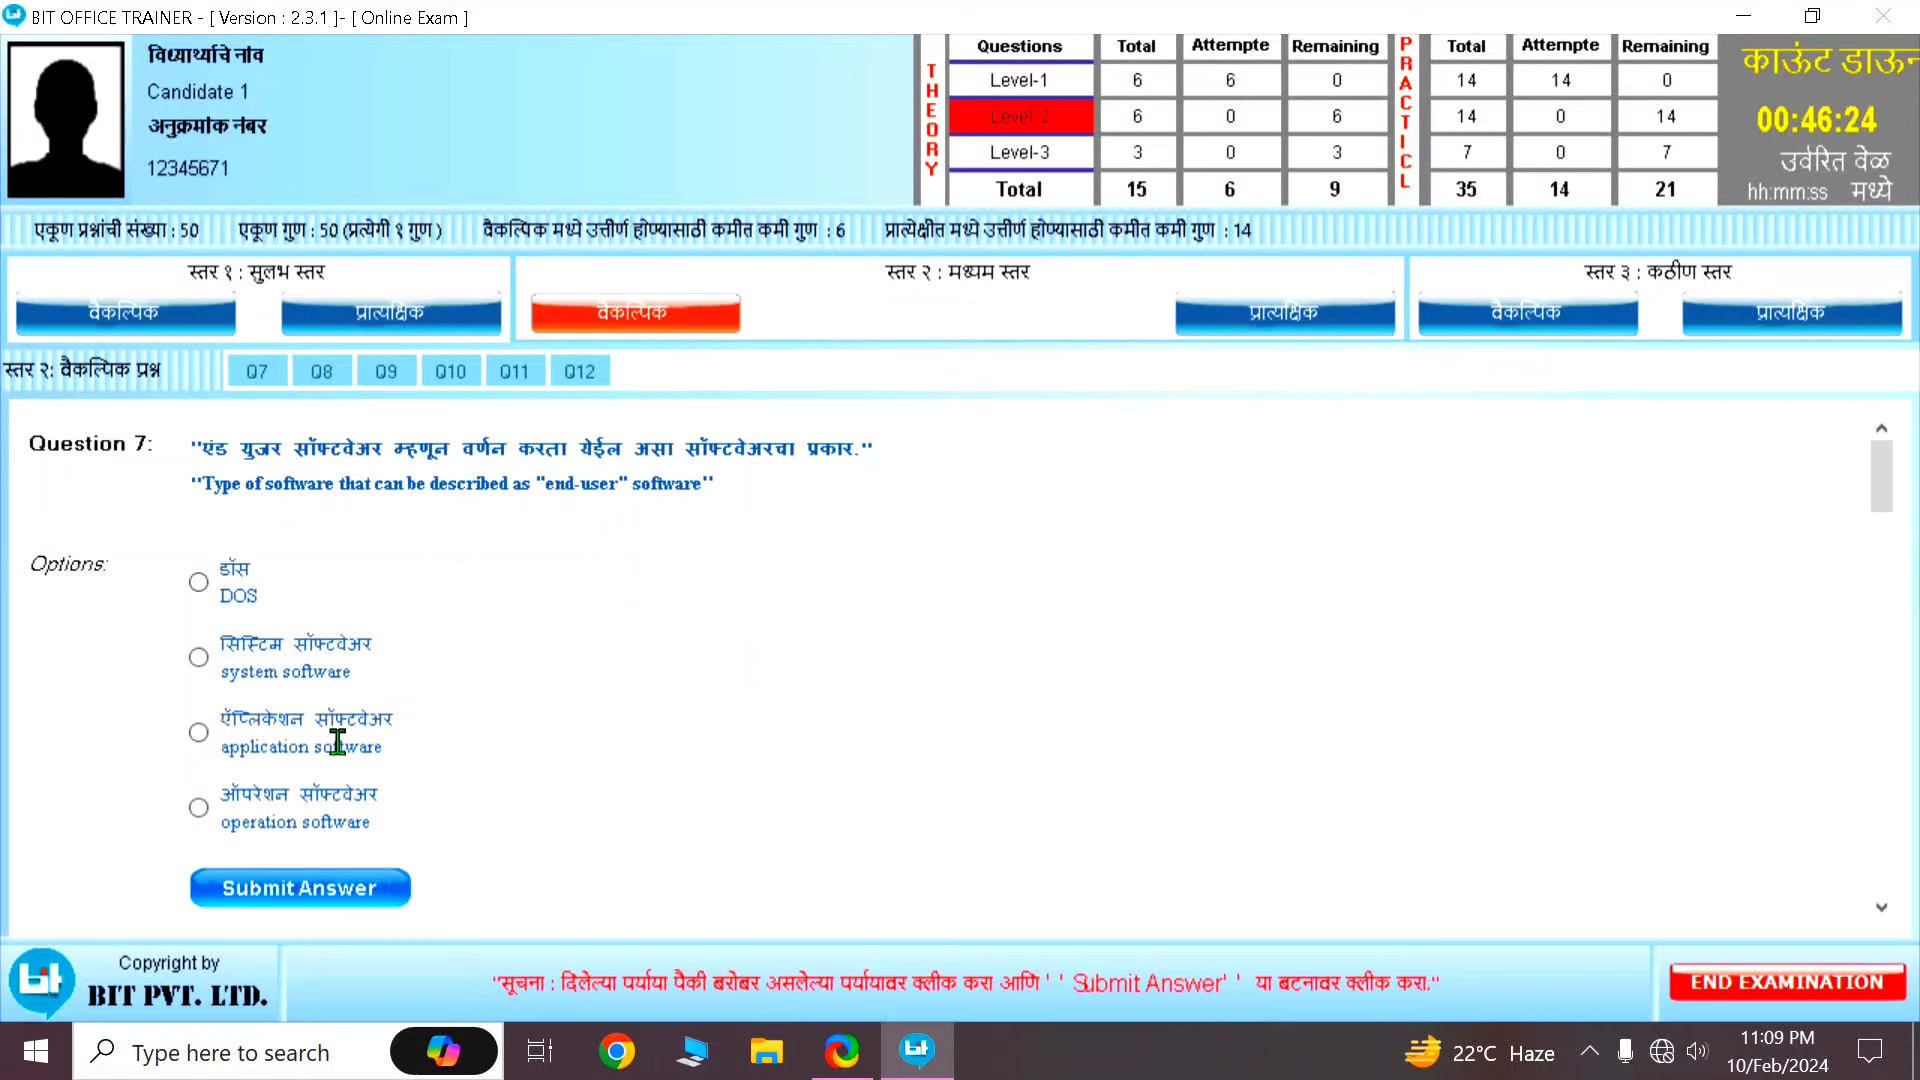 BIT OFFICE TRAINER - [ Version : 2.3.1 ]- [ Online Exam ]
विध्यार्थ्याचे नांव
Candidate 1
अनुक्रमांक नंबर
12345671
THEORY
Questions Total Attempte Remaining
Level-1 6 6 0
Level-2 6 0 6
Level-3 3 0 3
Total 15 6 9
PRACTICL
Total Attempte Remaining
14 14 0
14 0 14
7 0 7
35 14 21
काऊंट डाऊन
00:46:24
उर्वरित वेळ
hh:mm:ss मध्ये
एकूण प्रश्नांची संख्या : 50 एकूण गुण : 50 (प्रत्येगी १ गुण ) वैकल्पिक मध्ये उत्तीर्ण होण्यासाठी कमीत कमी गुण : 6 प्रात्येक्षीत मध्ये उत्तीर्ण होण्यासाठी कमीत कमी गुण : 14
स्तर १ : सुलभ स्तर स्तर २ : मध्यम स्तर स्तर ३ : कठीण स्तर
वैकल्पिक प्रात्यक्षिक वैकल्पिक प्रात्यक्षिक वैकल्पिक प्रात्यक्षिक
स्तर २: वैकल्पिक प्रश्न Q7 Q8 Q9 Q10 Q11 Q12
Question 7: "एंड युजर सॉफ्टवेअर म्हणून वर्णन करता येईल असा सॉफ्टवेअरचा प्रकार."
"Type of software that can be described as "end-user" software"
Options:
डॉस
DOS
सिस्टिम सॉफ्टवेअर
system software
ऍप्लिकेशन सॉफ्टवेअर
application software
ऑपरेशन सॉफ्टवेअर
operation software
Submit Answer
Copyright by
BIT PVT. LTD.
"सूचना : दिलेल्या पर्याया पैकी बरोबर असलेल्या पर्यायावर क्लीक करा आणि ' ' Submit Answer' ' या बटनावर क्लीक करा."
END EXAMINATION
Type here to search
22°C Haze
11:09 PM
10/Feb/2024